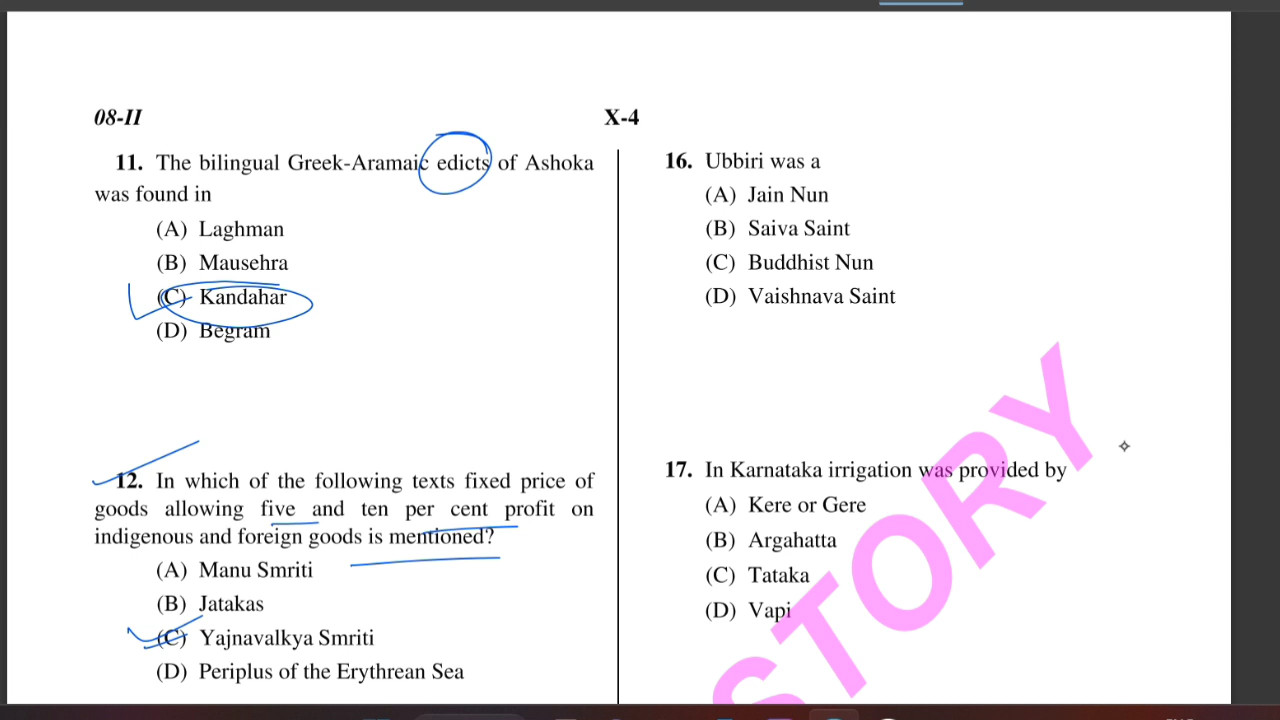 08-II
X-4
11. The bilingual Greek-Aramaic edicts of Ashoka
was found in
(A) Laghman
(B) Mausehra
(C) Kandahar
(D) Begram
12. In which of the following texts fixed price of
goods allowing five and ten per cent profit on
indigenous and foreign goods is mentioned?
(A) Manu Smriti
(B) Jatakas
(C) Yajnavalkya Smriti
(D) Periplus of the Erythrean Sea
16. Ubbiri was a
(A) Jain Nun
(B) Saiva Saint
(C) Buddhist Nun
(D) Vaishnava Saint
17. In Karnataka irrigation was provided by
(A) Kere or Gere
(B) Argahatta
(C) Tataka
(D) Vapi
STORY